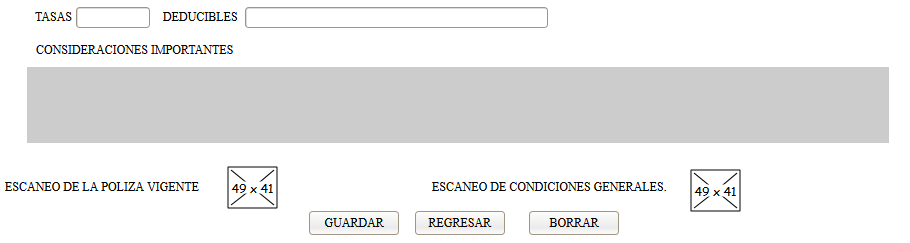 TASAS DEDUCIBLES
CONSIDERACIONES IMPORTANTES
ESCANEO DE LA POLIZA VIGENTE 49 x 41 ESCANEO DE CONDICIONES GENERALES. 49 x 41
GUARDAR REGRESAR BORRAR